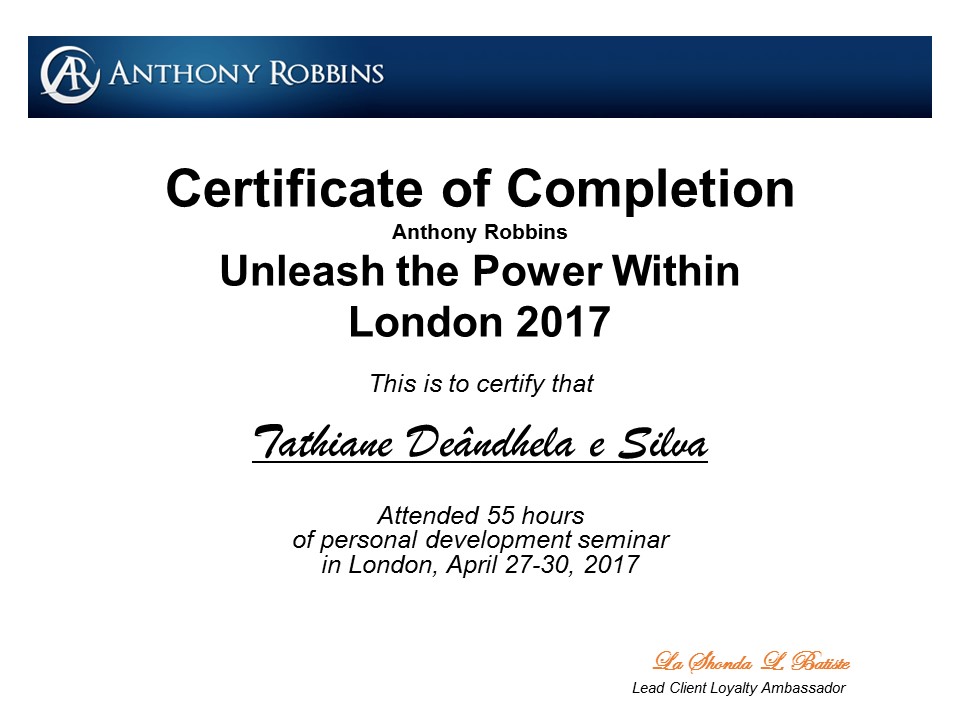 AR ANTHONY ROBBINS
Certificate of Completion
Anthony Robbins
Unleash the Power Within
London 2017
This is to certify that
Tathiane Deândhela e Silva
Attended 55 hours
of personal development seminar
in London, April 27-30, 2017
La Shonda L. Batiste
Lead Client Loyalty Ambassador